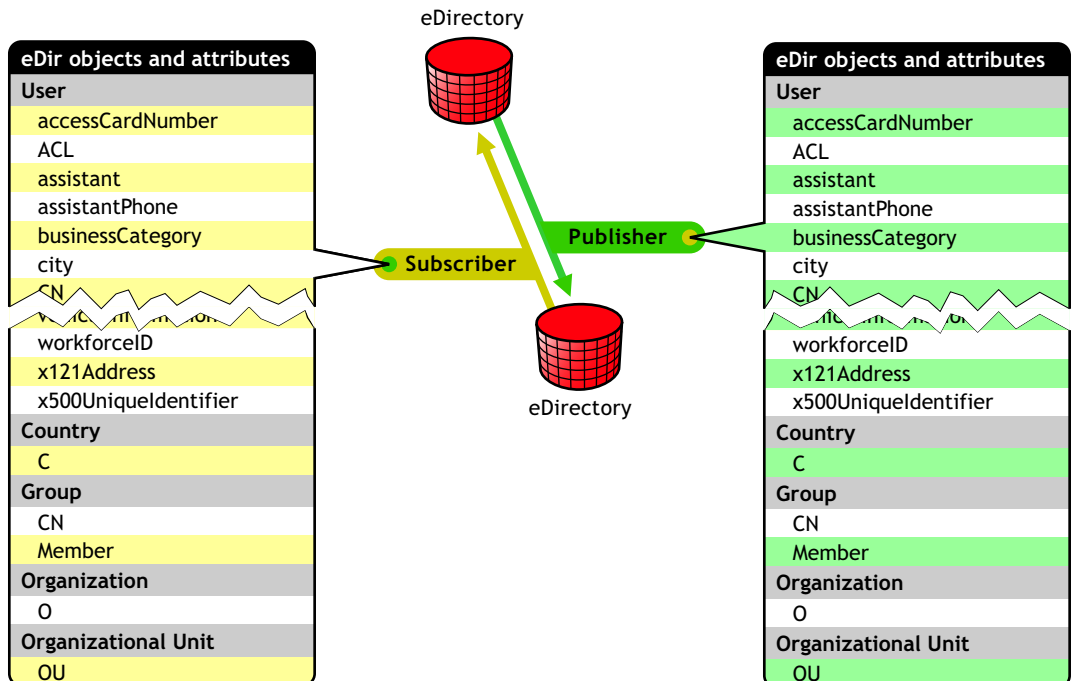 eDirectory
eDir objects and attributes
User
accessCardNumber
ACL
assistant
assistantPhone
businessCategory
city
CN
workforceID
x121Address
x500UniqueIdentifier
Country
C
Group
CN
Member
Organization
O
Organizational Unit
OU
Publisher
Subscriber
eDirectory
eDir objects and attributes
User
accessCardNumber
ACL
assistant
assistantPhone
businessCategory
city
CN
workforceID
x121Address
x500UniqueIdentifier
Country
C
Group
CN
Member
Organization
O
Organizational Unit
OU